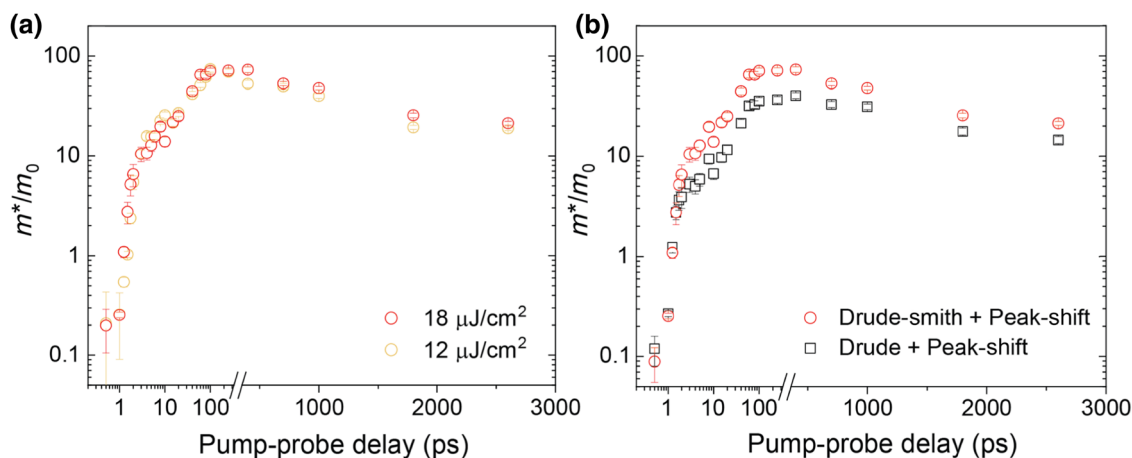 (a)
100
10
1
0.1
m*/m0
1
10
100
1000
2000
3000
Pump-probe delay (ps)
18 μJ/cm²
12 μJ/cm²
(b)
100
10
1
0.1
m*/m0
1
10
100
1000
2000
3000
Pump-probe delay (ps)
Drude-smith + Peak-shift
Drude + Peak-shift